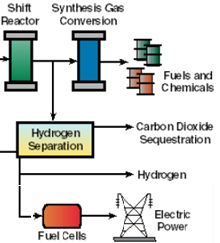 Shift
Reactor
Synthesis Gas
Conversion
Fuels and
Chemicals
Hydrogen
Separation
Carbon Dioxide
Sequestration
Hydrogen
Fuel Cells
Electric
Power